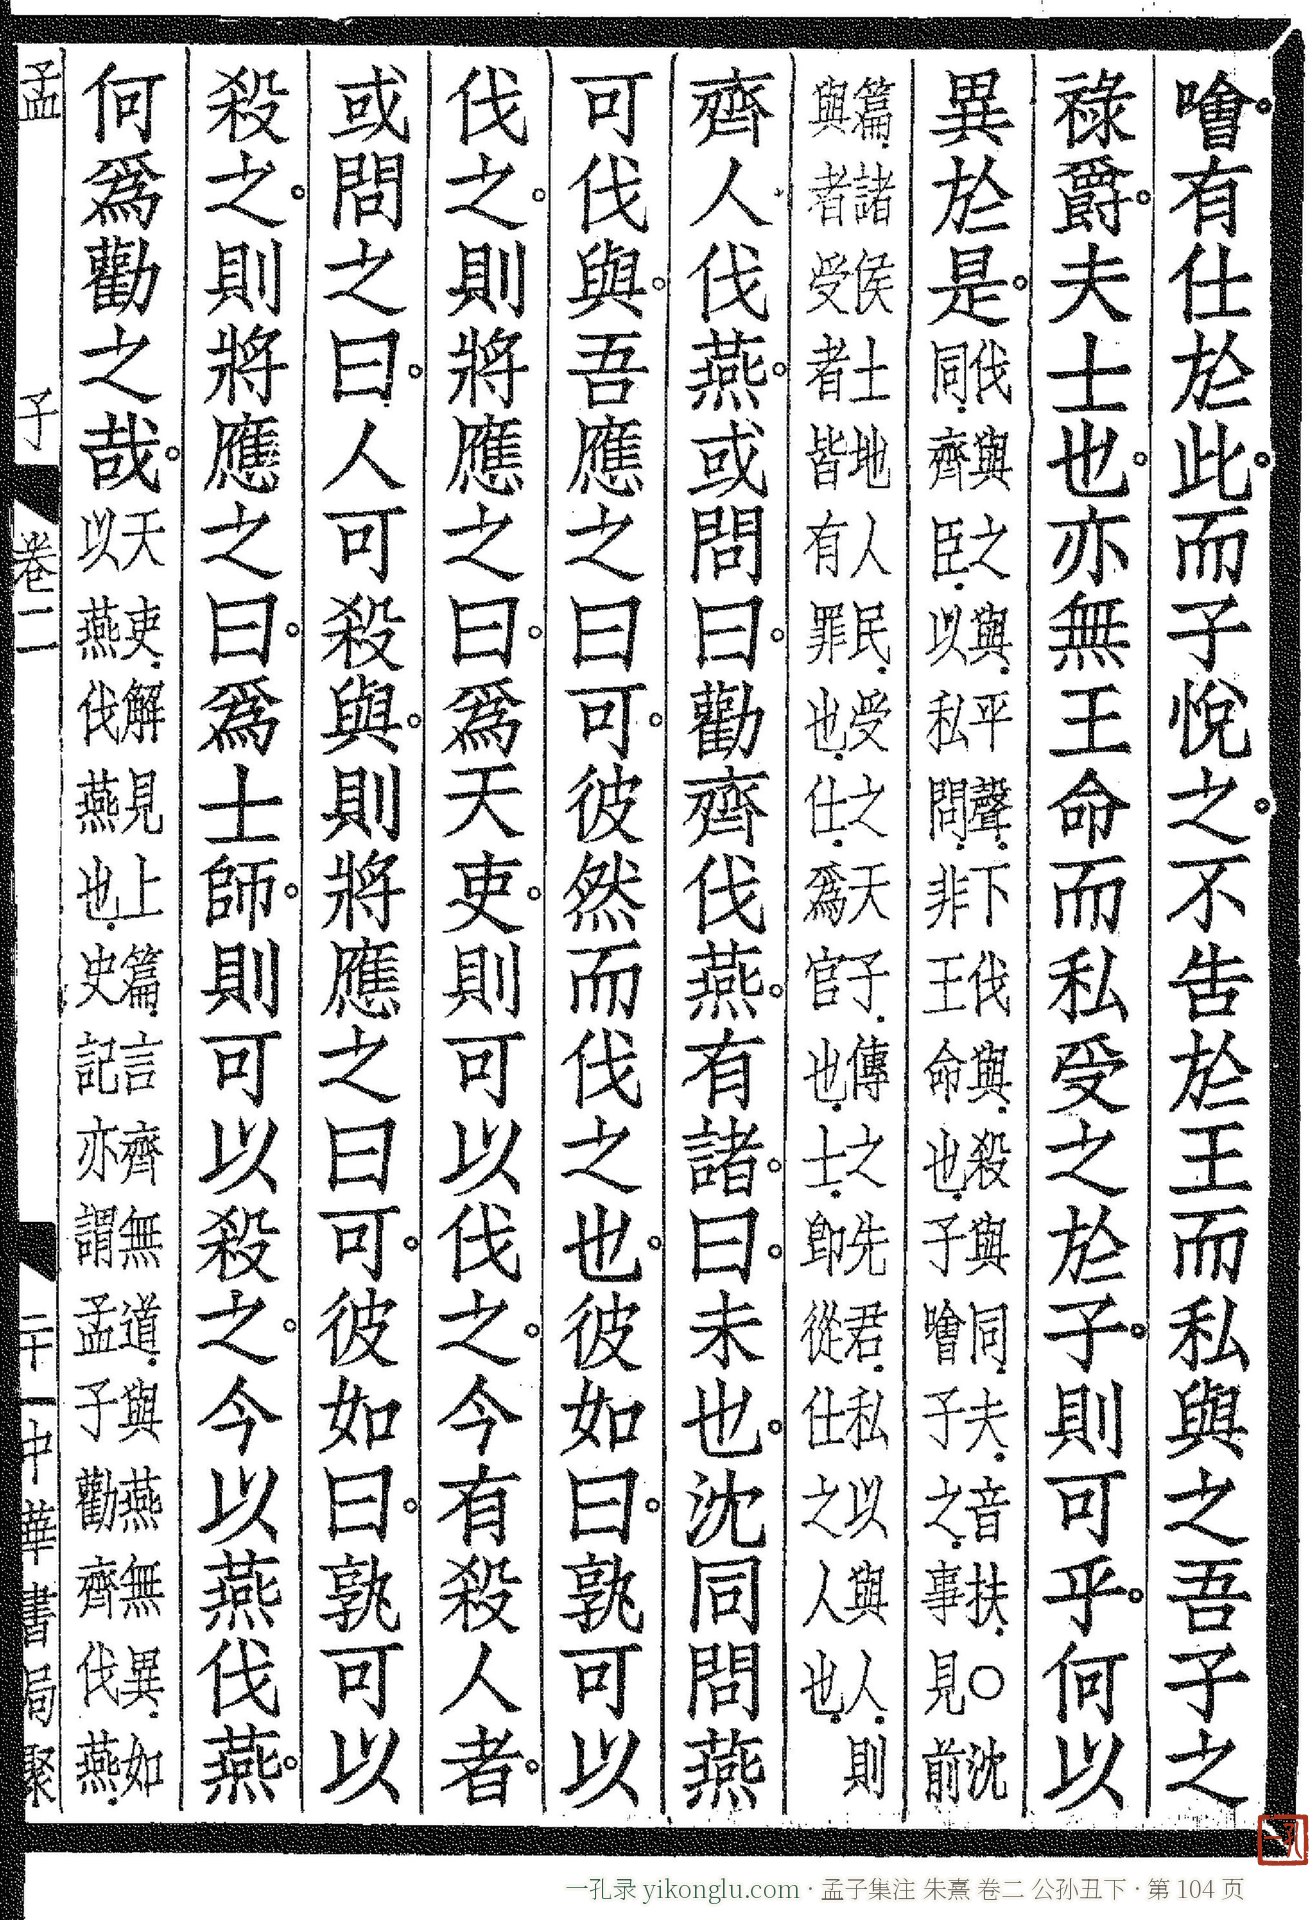 噲。有仕於此。而子悅之。不告於王而私與之吾子之
祿爵。夫士也。亦無王命而私受之於子。則可乎。何以
異於是。
伐與之與。平聲。下伐與。殺與同。夫。音扶。○沈
同。齊臣。以私問。非王命也。子噲子之。事見前
篇。諸侯土地人民。受之天子。傳之先君。私以與人。則
與者受者皆有罪也。仕。爲官也。士。即從仕之人也。
齊人伐燕。或問曰。勸齊伐燕。有諸。曰。未也。沈同問燕
可伐與。吾應之曰可。彼然而伐之也。彼如曰。孰可以
伐之。則將應之曰。爲天吏。則可以伐之。今有殺人者。
或問之曰。人可殺與。則將應之曰可。彼如曰。孰可以
殺之。則將應之曰。爲士師。則可以殺之。今以燕伐燕。
何爲勸之哉。
天吏。解見上篇。言齊無道。與燕無異。如
以燕伐燕也。史記亦謂孟子勸齊伐燕。
孟子 卷二 二十一 中華書局聚
一孔录 yikonglu.com · 孟子集注 朱熹 卷二 公孙丑下 · 第 104 页